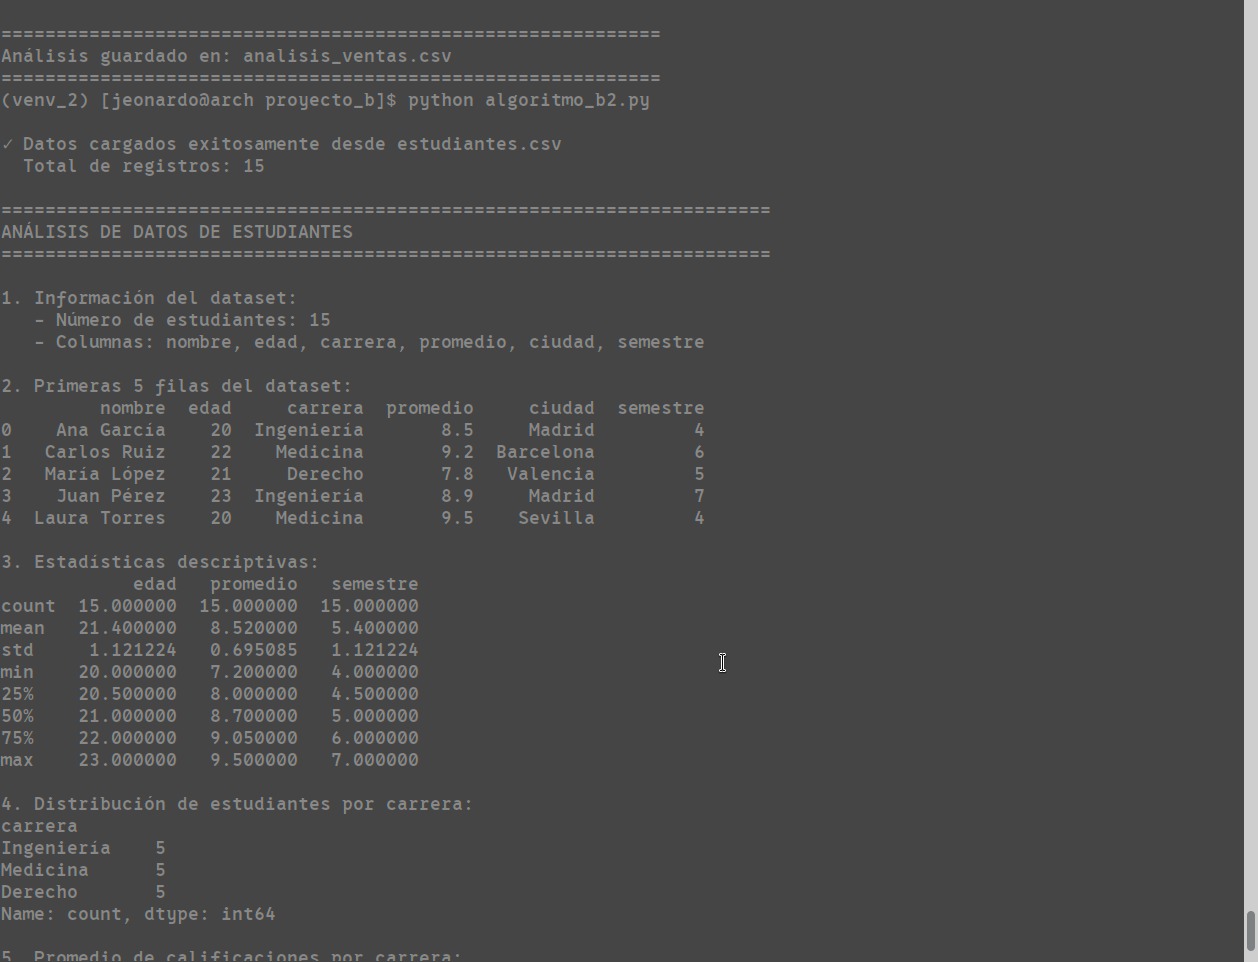 ============================================================
Análisis guardado en: analisis_ventas.csv
============================================================
(venv_2) [jeonardo@arch proyecto_b]$ python algoritmo_b2.py
✓ Datos cargados exitosamente desde estudiantes.csv
  Total de registros: 15
======================================================================
ANÁLISIS DE DATOS DE ESTUDIANTES
======================================================================
1. Información del dataset:
   - Número de estudiantes: 15
   - Columnas: nombre, edad, carrera, promedio, ciudad, semestre
2. Primeras 5 filas del dataset:
         nombre  edad     carrera  promedio     ciudad  semestre
0    Ana García    20  Ingeniería       8.5     Madrid         4
1   Carlos Ruiz    22    Medicina       9.2  Barcelona         6
2   María López    21     Derecho       7.8   Valencia         5
3    Juan Pérez    23  Ingeniería       8.9     Madrid         7
4  Laura Torres    20    Medicina       9.5    Sevilla         4
3. Estadísticas descriptivas:
            edad   promedio   semestre
count  15.000000  15.000000  15.000000
mean   21.400000   8.520000   5.400000
std     1.121224   0.695085   1.121224
min    20.000000   7.200000   4.000000
25%    20.500000   8.000000   4.500000
50%    21.000000   8.700000   5.000000
75%    22.000000   9.050000   6.000000
max    23.000000   9.500000   7.000000
4. Distribución de estudiantes por carrera:
carrera
Ingeniería    5
Medicina      5
Derecho       5
Name: count, dtype: int64
5. Promedio de calificaciones por carrera: